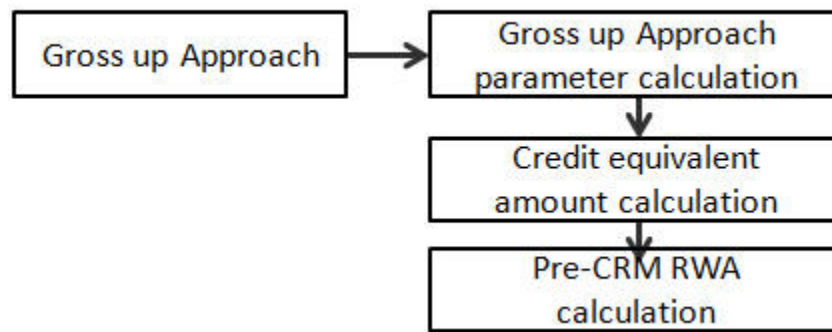 Gross up Approach
Gross up Approach
parameter calculation
Credit equivalent
amount calculation
Pre-CRM RWA
calculation